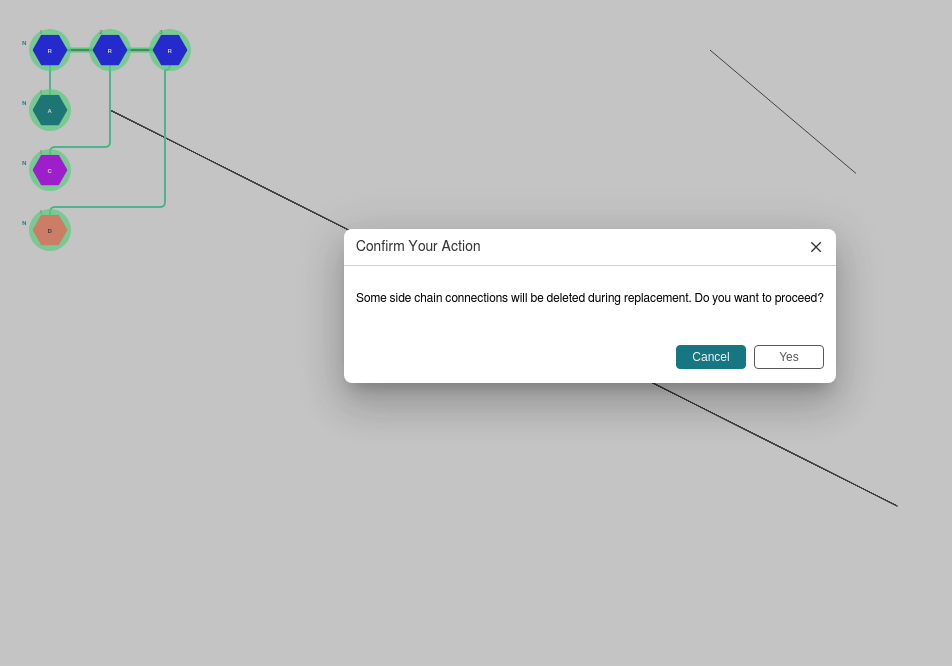 N R R R
N A
N C
N D
Confirm Your Action
Some side chain connections will be deleted during replacement. Do you want to proceed?
Cancel Yes